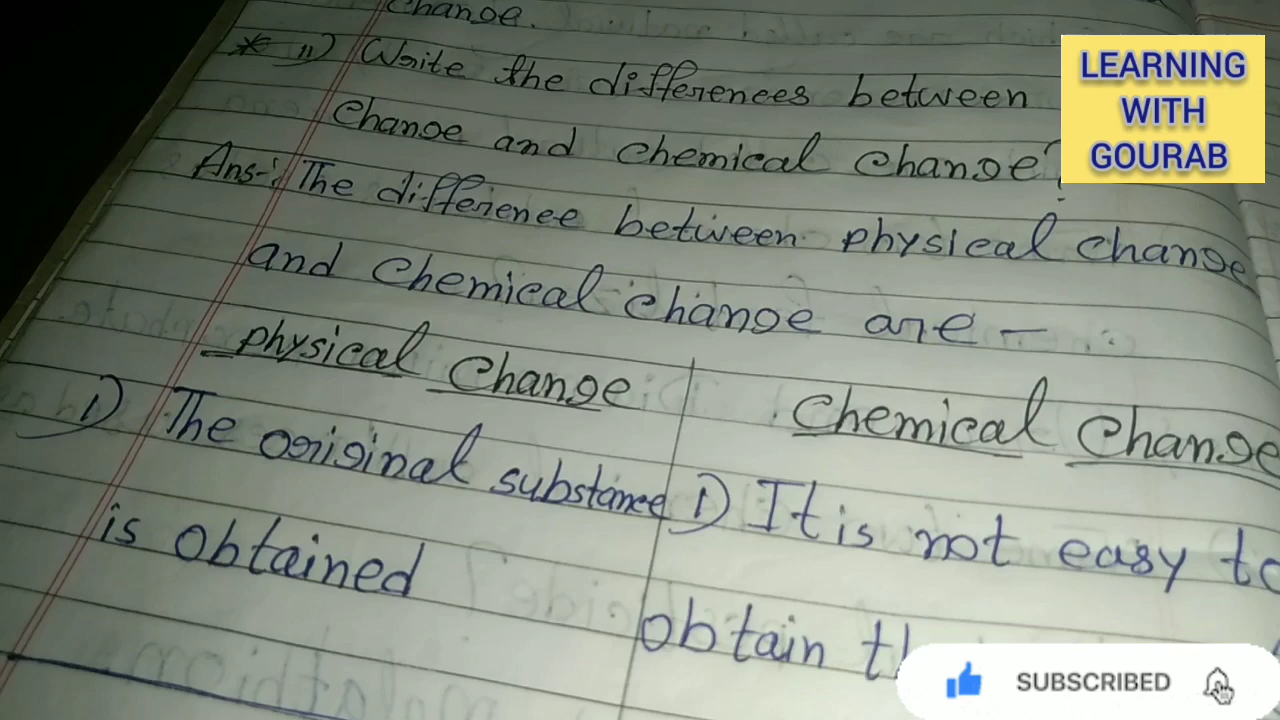 change.
* 11) Write the differences between
change and chemical change?
Ans-: The difference between physical change
and chemical change are —
physical change
Chemical change
1) The original substance
is obtained
1) It is not easy to
obtain
LEARNING
WITH
GOURAB
SUBSCRIBED